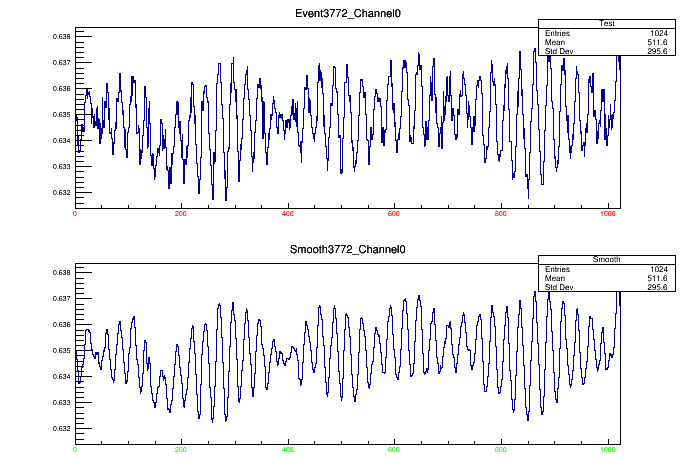 Event3772_Channel0
Test
Entries 1024
Mean 511.6
Std Dev 295.6
0.638
0.637
0.636
0.635
0.634
0.633
0.632
0 200 400 600 800 1000
Smooth3772_Channel0
Smooth
Entries 1024
Mean 511.6
Std Dev 295.6
0.638
0.637
0.636
0.635
0.634
0.633
0.632
0 200 400 600 800 1000